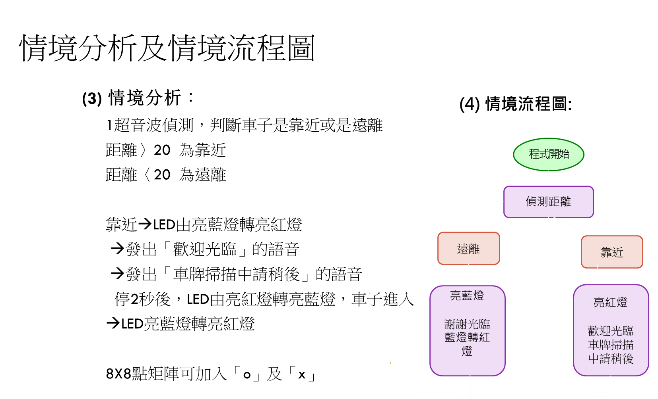 情境分析及情境流程圖
(3) 情境分析：
1超音波偵測，判斷車子是靠近或是遠離
距離〉20 為靠近
距離〈20 為遠離
靠近→LED由亮藍燈轉亮紅燈
→發出「歡迎光臨」的語音
→發出「車牌掃描中請稍後」的語音
停2秒後，LED由亮紅燈轉亮藍燈，車子進入
→LED亮藍燈轉亮紅燈
8X8點矩陣可加入「o」及「x」
(4) 情境流程圖:
程式開始
偵測距離
遠離
靠近
亮藍燈
謝謝光臨
藍燈轉紅
燈
亮紅燈
歡迎光臨
車牌掃描
中請稍後